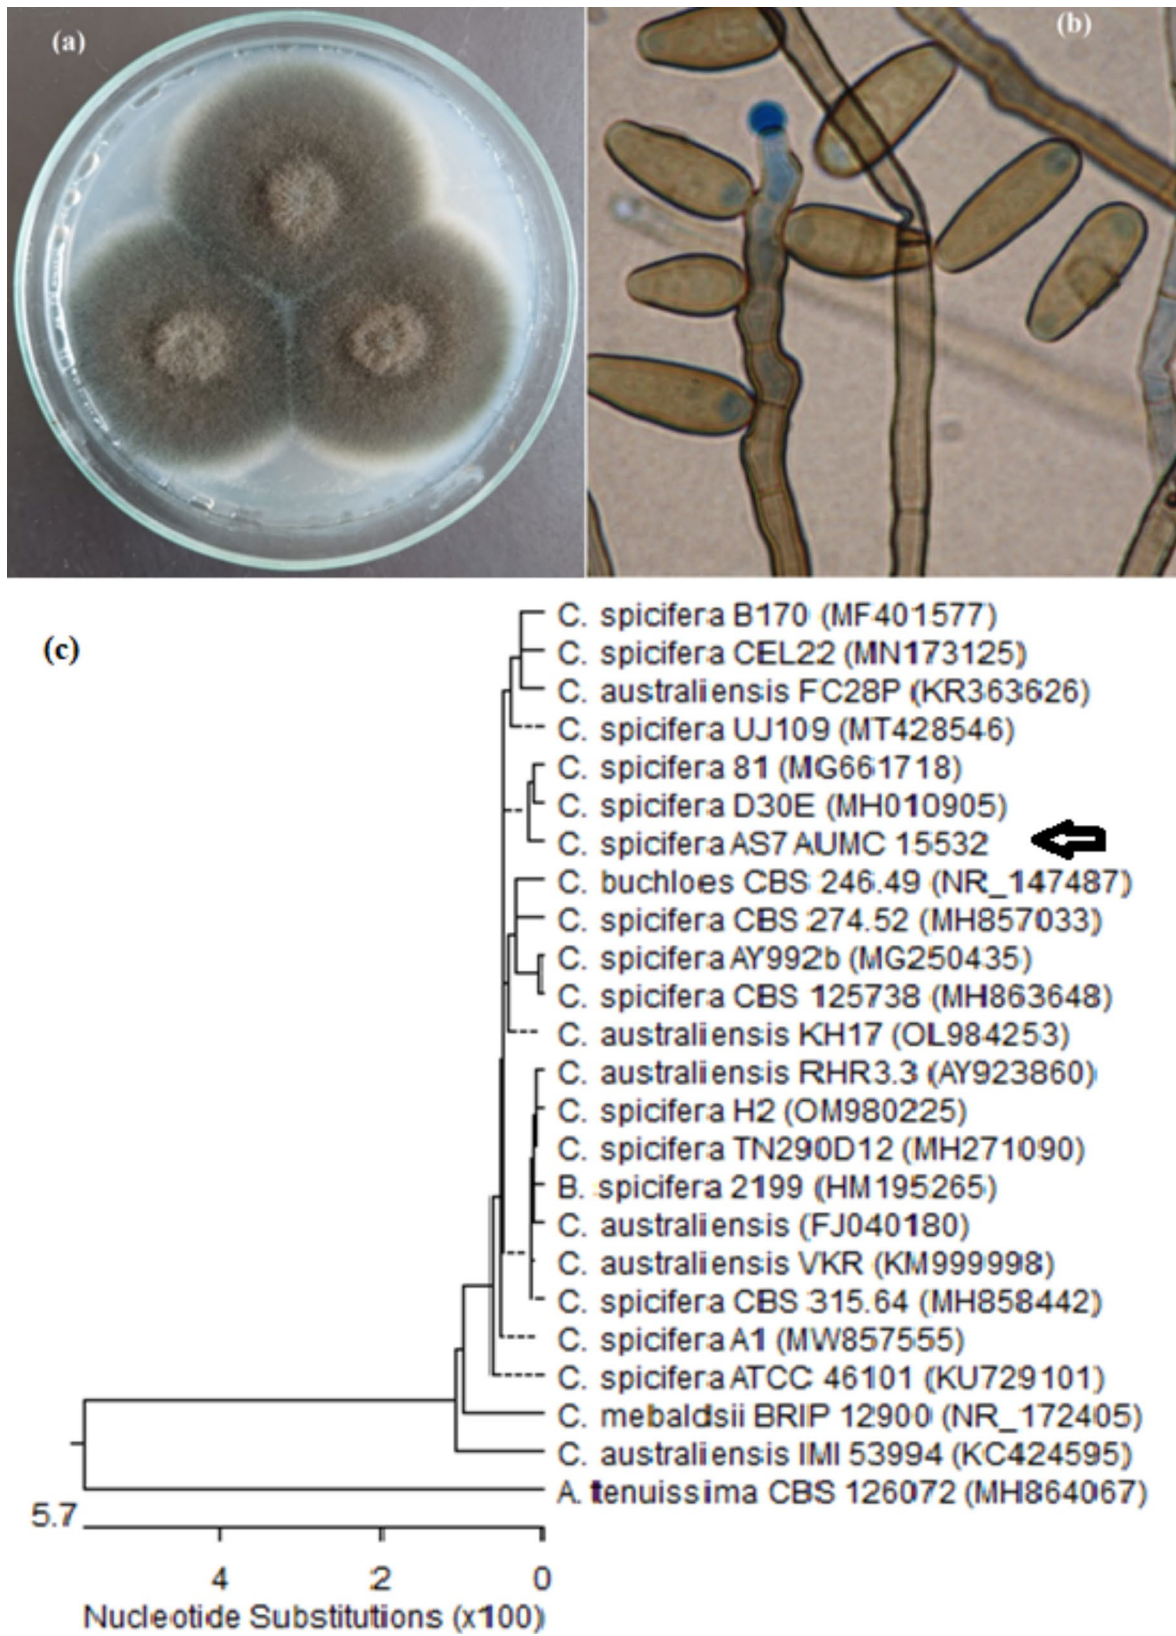 (a)
(b)
(c)
C. spicifera B170 (MF401577)
C. spicifera CEL22 (MN173125)
C. australiensis FC28P (KR363626)
C. spicifera UJ109 (MT428546)
C. spicifera 81 (MG661718)
C. spicifera D30E (MH010905)
C. spicifera AS7 AUMC 15532
C. buchloes CBS 246.49 (NR_147487)
C. spicifera CBS 274.52 (MH857033)
C. spicifera AY992b (MG250435)
C. spicifera CBS 125738 (MH863648)
C. australiensis KH17 (OL984253)
C. australiensis RHR3.3 (AY923860)
C. spicifera H2 (OM980225)
C. spicifera TN290D12 (MH271090)
B. spicifera 2199 (HM195265)
C. australiensis (FJ040180)
C. australiensis VKR (KM999998)
C. spicifera CBS 315.64 (MH858442)
C. spicifera A1 (MW857555)
C. spicifera ATCC 46101 (KU729101)
C. mebaldsii BRIP 12900 (NR_172405)
C. australiensis IMI 53994 (KC424595)
A. tenuissima CBS 126072 (MH864067)
5.7
4 2 0
Nucleotide Substitutions (x100)